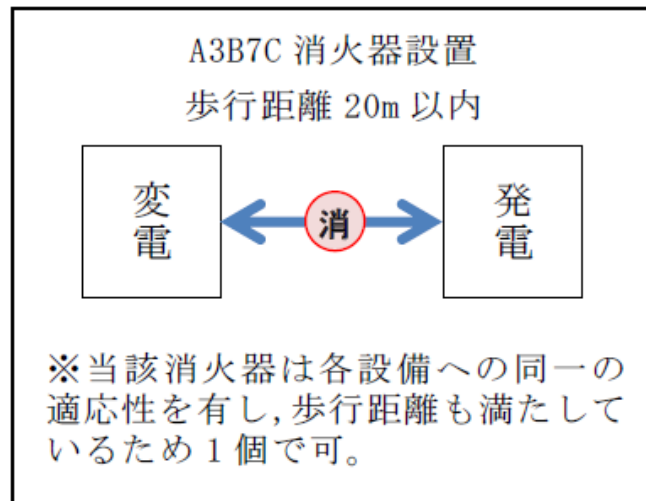 A3B7C 消火器設置
歩行距離 20m 以内
変電
消
発電
※当該消火器は各設備への同一の
適応性を有し,歩行距離も満たして
いるため1個で可。